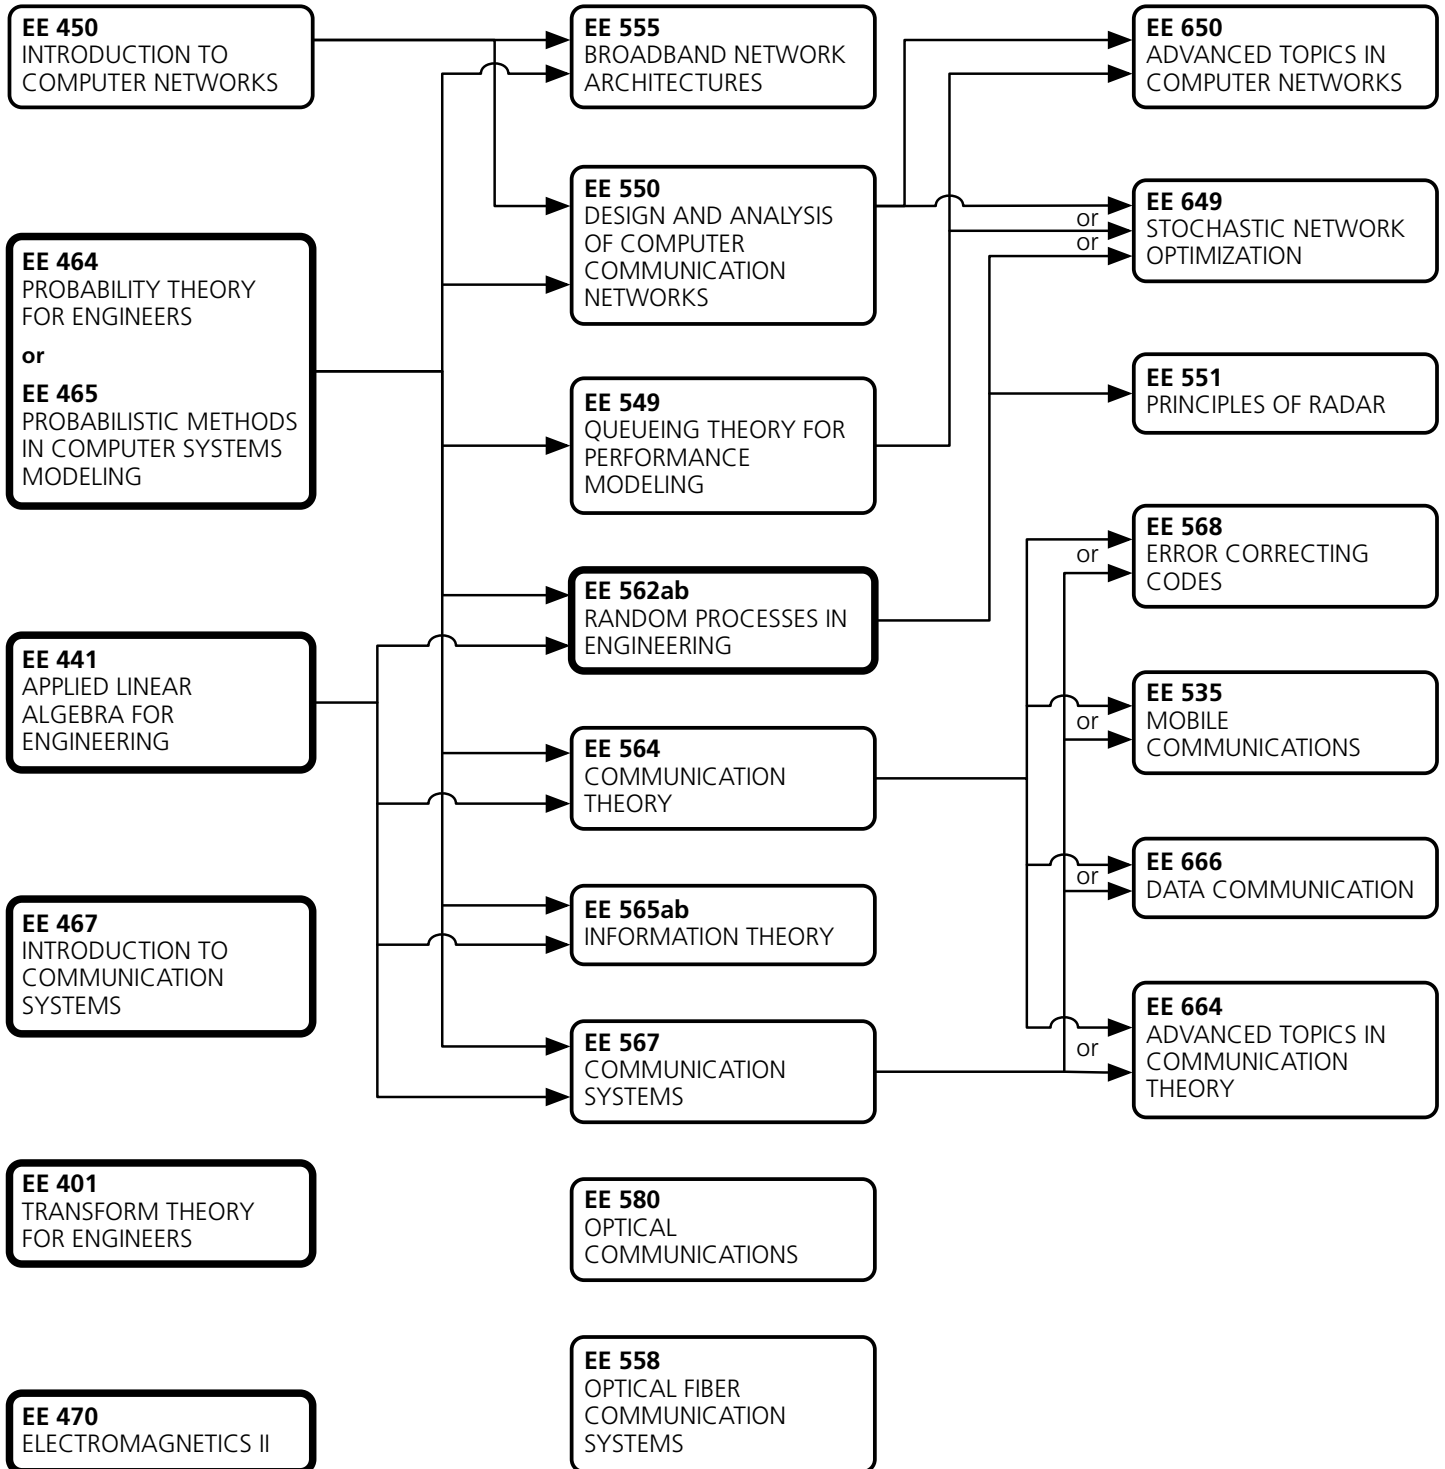 EE 450
INTRODUCTION TO
COMPUTER NETWORKS
EE 464
PROBABILITY THEORY
FOR ENGINEERS
or
EE 465
PROBABILISTIC METHODS
IN COMPUTER SYSTEMS
MODELING
EE 441
APPLIED LINEAR
ALGEBRA FOR
ENGINEERING
EE 467
INTRODUCTION TO
COMMUNICATION
SYSTEMS
EE 401
TRANSFORM THEORY
FOR ENGINEERS
EE 470
ELECTROMAGNETICS II
EE 555
BROADBAND NETWORK
ARCHITECTURES
EE 550
DESIGN AND ANALYSIS
OF COMPUTER
COMMUNICATION
NETWORKS
EE 549
QUEUEING THEORY FOR
PERFORMANCE
MODELING
EE 562ab
RANDOM PROCESSES IN
ENGINEERING
EE 564
COMMUNICATION
THEORY
EE 565ab
INFORMATION THEORY
EE 567
COMMUNICATION
SYSTEMS
EE 580
OPTICAL
COMMUNICATIONS
EE 558
OPTICAL FIBER
COMMUNICATION
SYSTEMS
EE 650
ADVANCED TOPICS IN
COMPUTER NETWORKS
or
or
EE 649
STOCHASTIC NETWORK
OPTIMIZATION
EE 551
PRINCIPLES OF RADAR
or
EE 568
ERROR CORRECTING
CODES
or
EE 535
MOBILE
COMMUNICATIONS
or
EE 666
DATA COMMUNICATION
or
EE 664
ADVANCED TOPICS IN
COMMUNICATION
THEORY